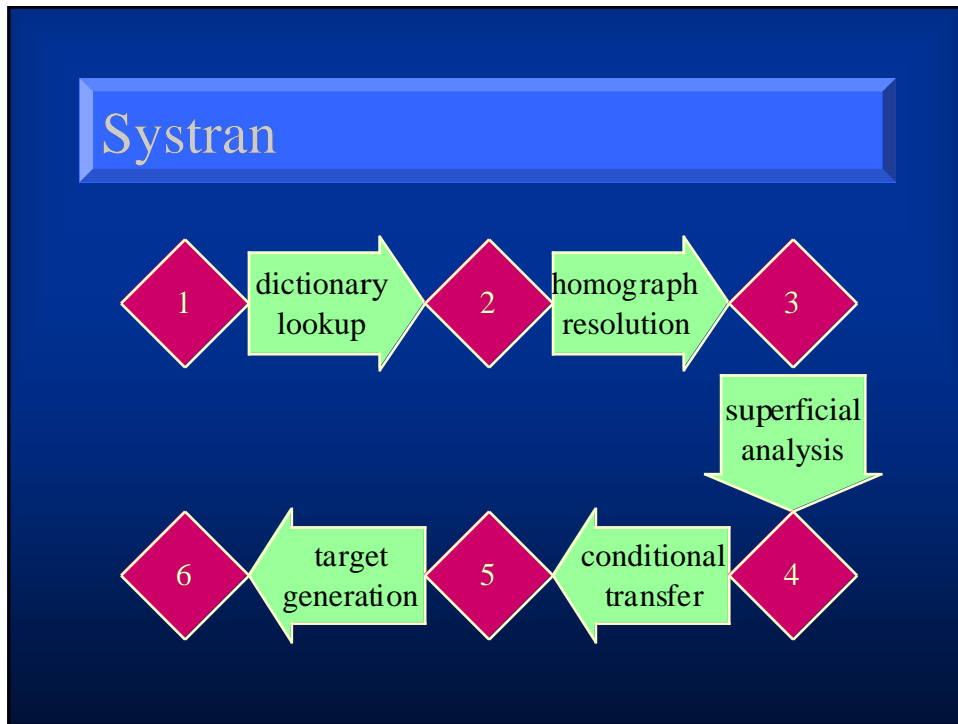 Systran
1
dictionary
lookup
2
homograph
resolution
3
superficial
analysis
4
conditional
transfer
5
target
generation
6